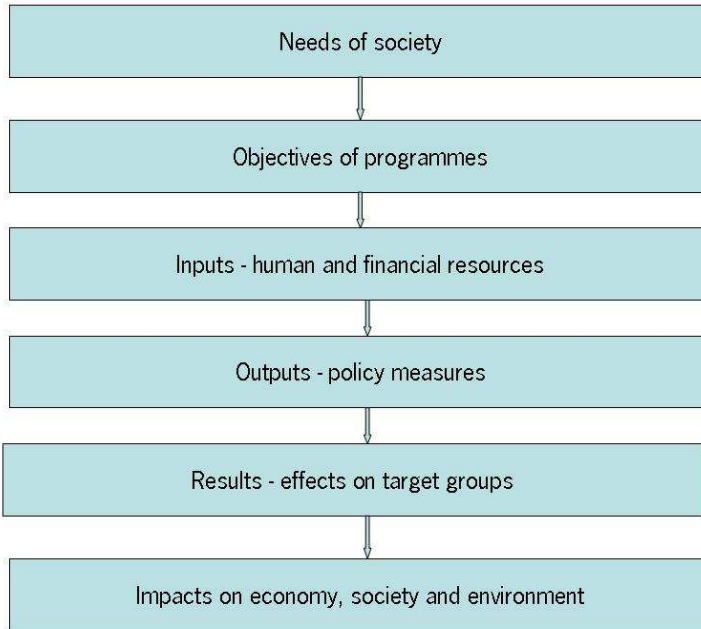 Needs of society
Objectives of programmes
Inputs - human and financial resources
Outputs - policy measures
Results - effects on target groups
Impacts on economy, society and environment